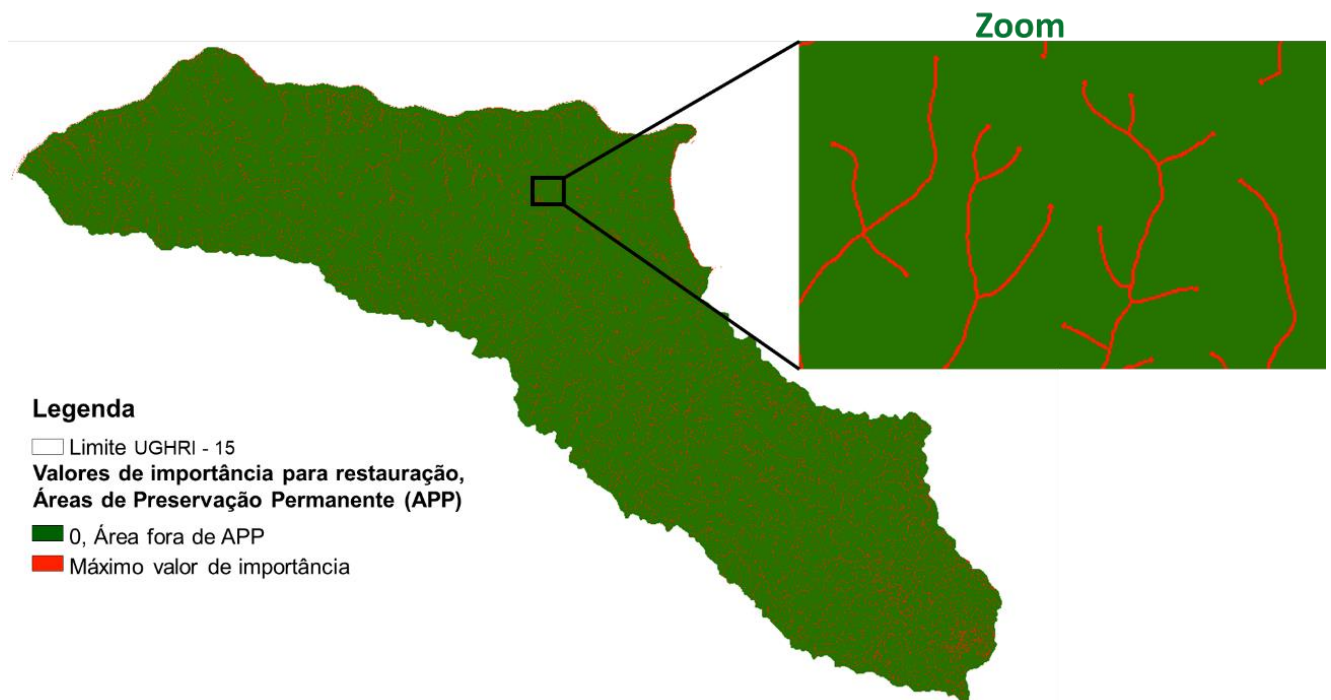 Zoom
Legenda
Limite UGHRI - 15
Valores de importância para restauração,
Áreas de Preservação Permanente (APP)
0, Área fora de APP
Máximo valor de importância